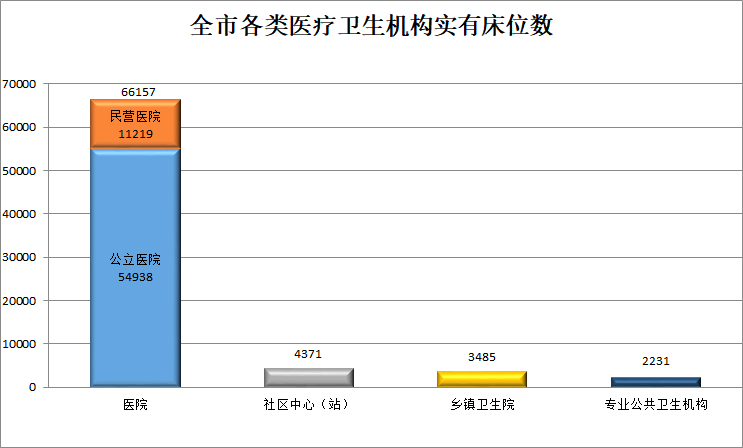 全市各类医疗卫生机构实有床位数
70000
60000
50000
40000
30000
20000
10000
0
66157
民营医院
11219
公立医院
54938
4371
3485
2231
医院
社区中心（站）
乡镇卫生院
专业公共卫生机构